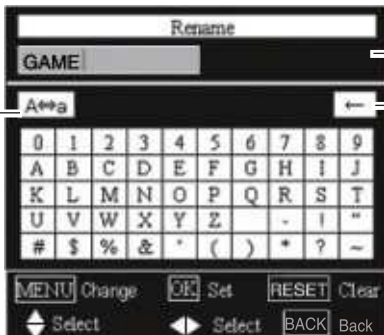 Rename
GAME
A⇔a ←
0 1 2 3 4 5 6 7 8 9
A B C D E F G H I J
K L M N O P Q R S T
U V W X Y Z - ! "
# $ % & ' ( ) * ? ~
MENU Change OK Set RESET Clear
Select Select BACK Back